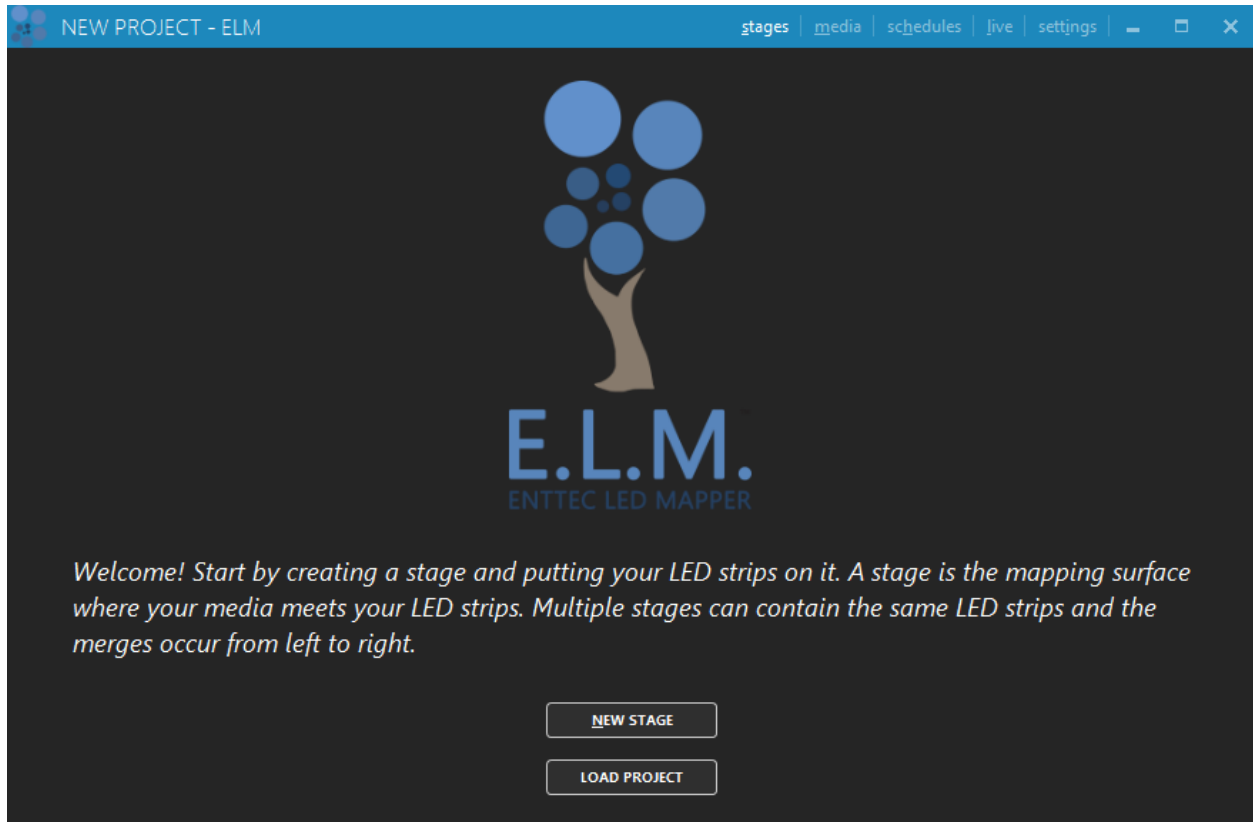 NEW PROJECT - ELM
stages media schedules live settings
E.L.M.
ENTTEC LED MAPPER
Welcome! Start by creating a stage and putting your LED strips on it. A stage is the mapping surface
where your media meets your LED strips. Multiple stages can contain the same LED strips and the
merges occur from left to right.
NEW STAGE
LOAD PROJECT